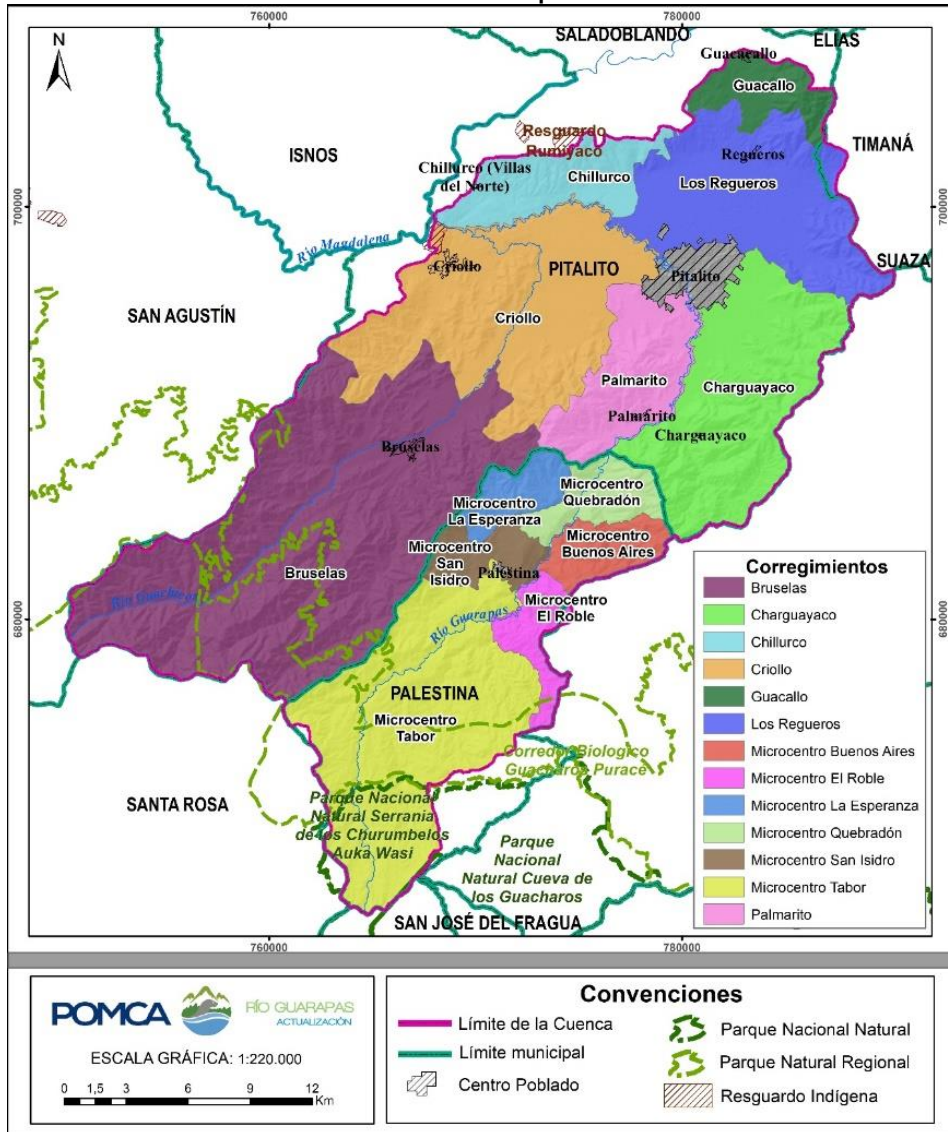 760000
780000
N
SALADOBLANDO
ELIAS
Guacacallo
Guacallo
TIMANÁ
ISNOS
Resguardo
Rumiyaco
Regueros
Chillurco (Villas
del Norte)
Chillurco
Los Regueros
700000
700000
Río Magdalena
SUAZA
Criollo
PITALITO
Pitalito
SAN AGUSTÍN
Criollo
Palmarito
Charguayaco
Palmarito
Charguayaco
Bruselas
Microcentro
La Esperanza
Microcentro
Quebradón
Microcentro
San
Isidro
Microcentro
Buenos Aires
Bruselas
Palestina
Microcentro
El Roble
Río Guachicos
Río Guarapas
680000
680000
PALESTINA
Microcentro
Tabor
Corredor Biologico
Guacharos Puracé
SANTA ROSA
Parque Nacional
Natural Serrania
de los Churumbelos
Auka Wasi
Parque
Nacional
Natural Cueva de
los Guacharos
SAN JOSÉ DEL FRAGUA
Corregimientos
Bruselas
Charguayaco
Chillurco
Criollo
Guacallo
Los Regueros
Microcentro Buenos Aires
Microcentro El Roble
Microcentro La Esperanza
Microcentro Quebradón
Microcentro San Isidro
Microcentro Tabor
Palmarito
760000
780000
POMCA
RÍO GUARAPAS
ACTUALIZACIÓN
ESCALA GRÁFICA: 1:220.000
0 1,5 3 6 9 12
Km
Convenciones
Límite de la Cuenca
Límite municipal
Centro Poblado
Parque Nacional Natural
Parque Natural Regional
Resguardo Indígena